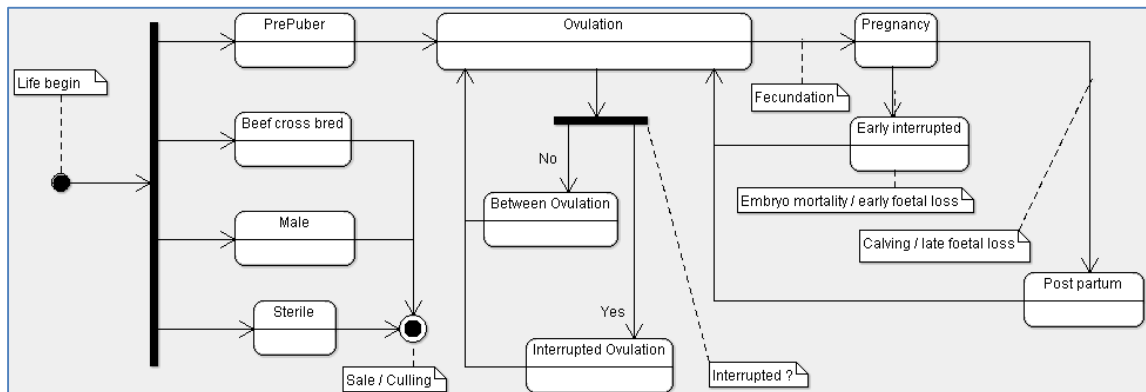 PrePuber
Ovulation
Pregnancy
Life begin
Fecundation
Beef cross bred
Early interrupted
No
Between Ovulation
Embryo mortality / early foetal loss
Male
Calving / late foetal loss
Post partum
Sterile
Yes
Interrupted Ovulation
Interrupted ?
Sale / Culling